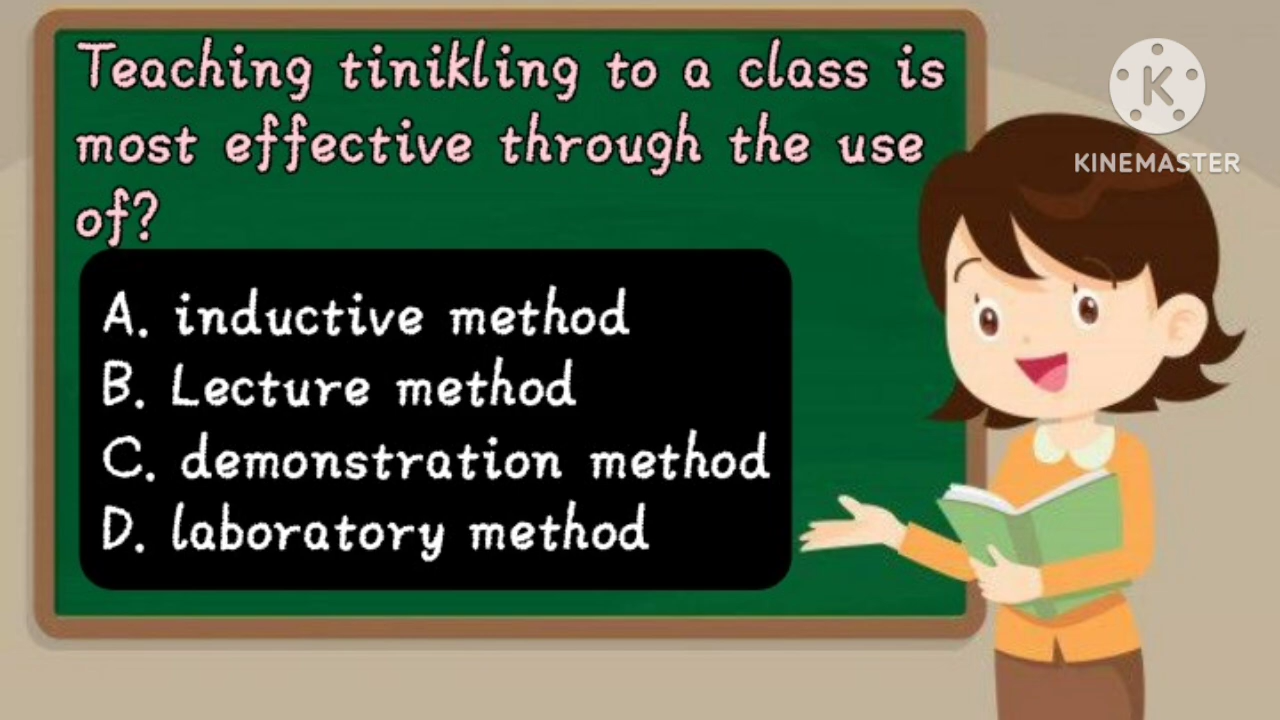 Teaching tinikling to a class is
most effective through the use
of?
A. inductive method
B. Lecture method
C. demonstration method
D. laboratory method
K
KINEMASTER